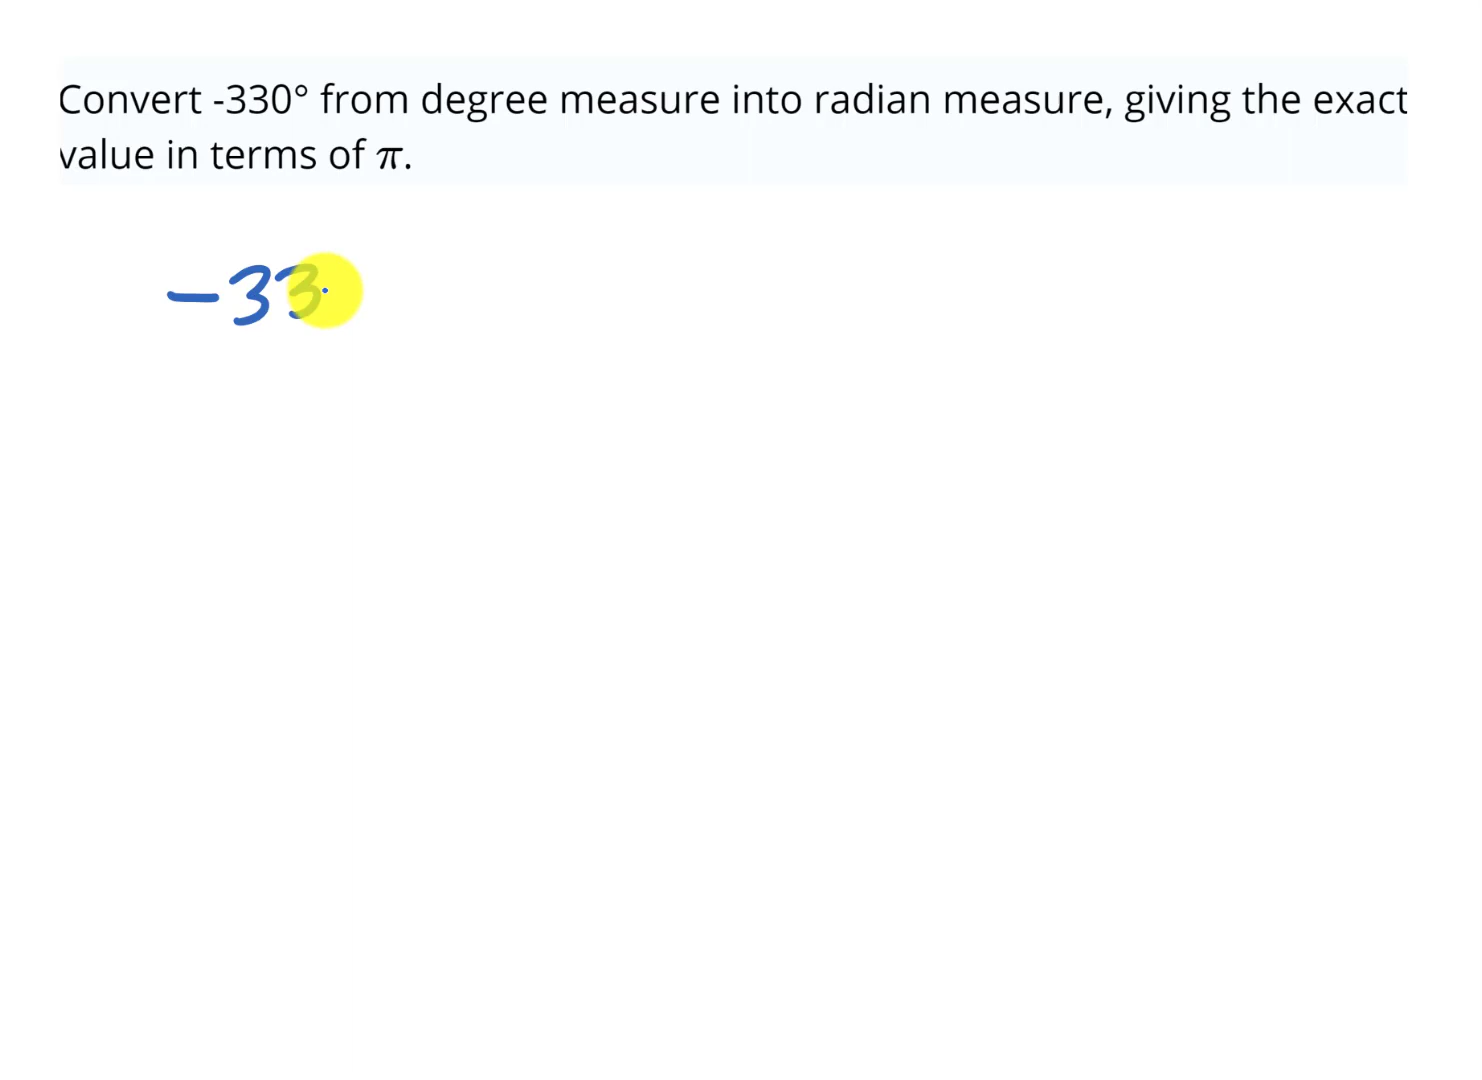 Convert -330° from degree measure into radian measure, giving the exact
value in terms of π.
-33